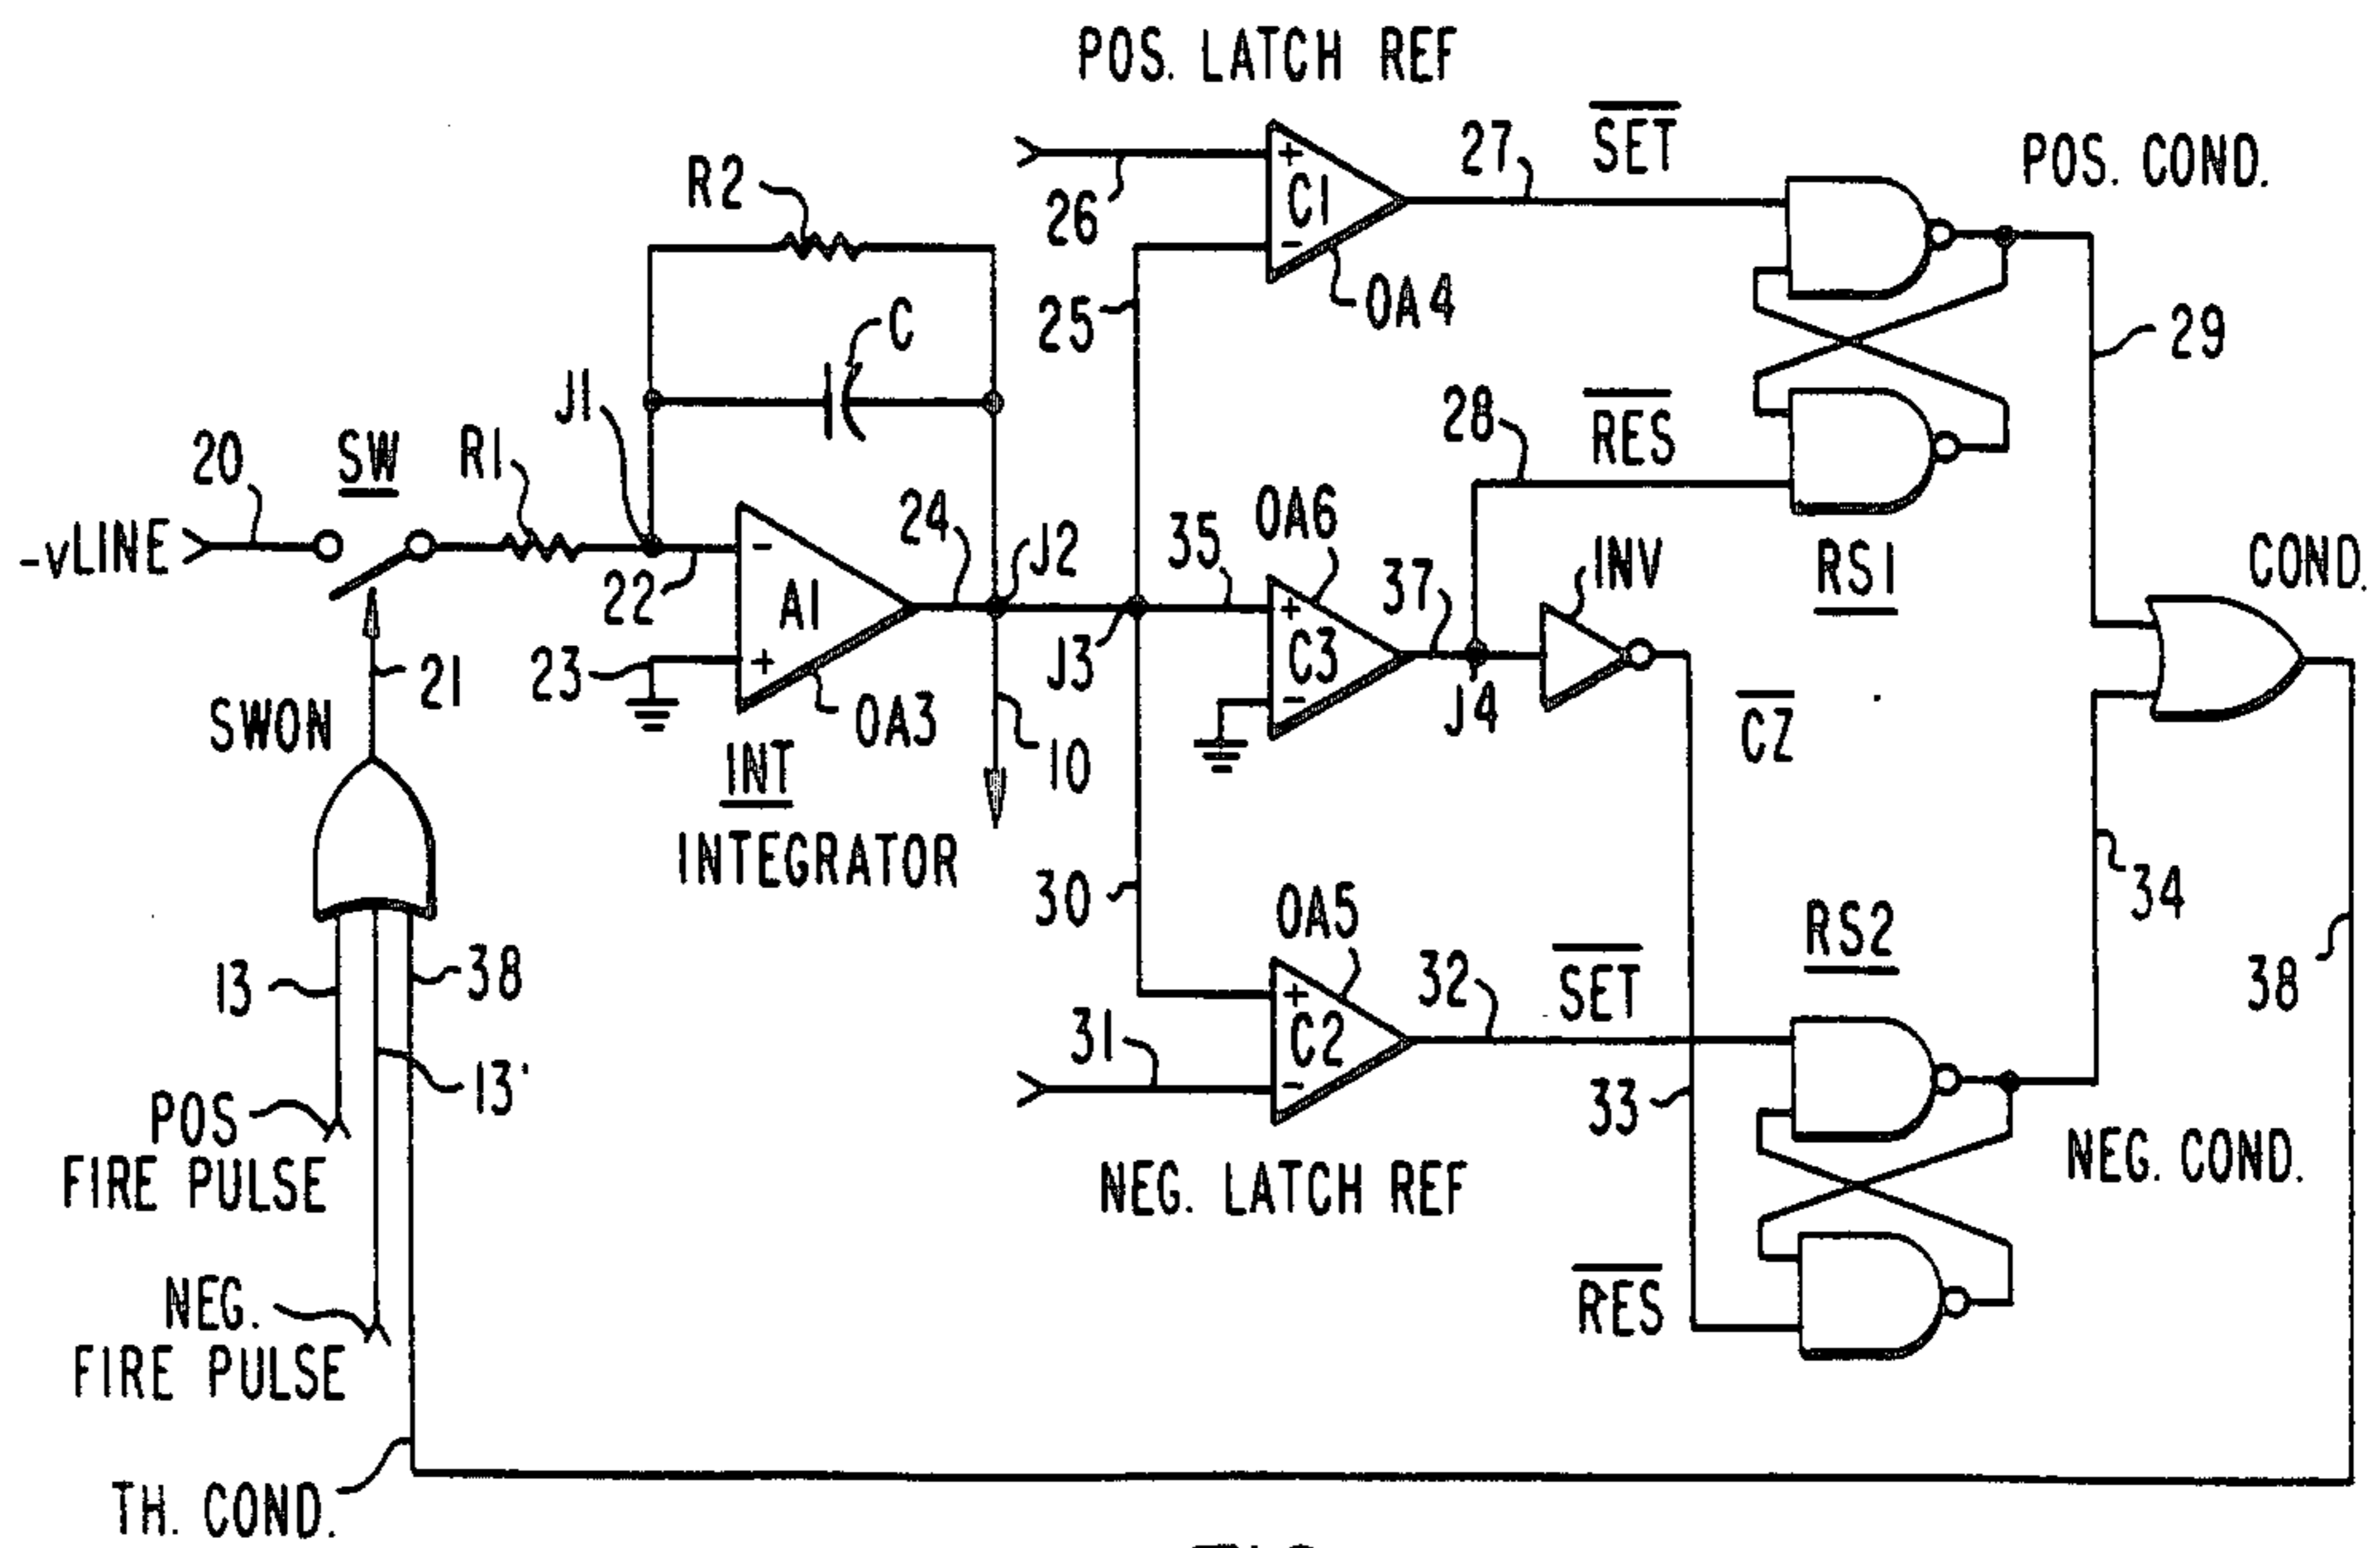 POS. LATCH REF
27
SET
POS. COND.
R2
26
+
C1
-
OA4
25
C
29
J1
28
RES
20
SW
R1
24
J2
35
OA6
37
INV
RS1
COND.
-vLINE
22
-
A1
+
23
+
C3
-
J3
J4
CZ
21
SWON
OA3
10
INT
INTEGRATOR
30
OA5
RS2
34
13
38
32
SET
38
+
C2
-
31
13'
33
POS
FIRE PULSE
NEG. LATCH REF
NEG. COND.
NEG.
FIRE PULSE
RES
TH. COND.